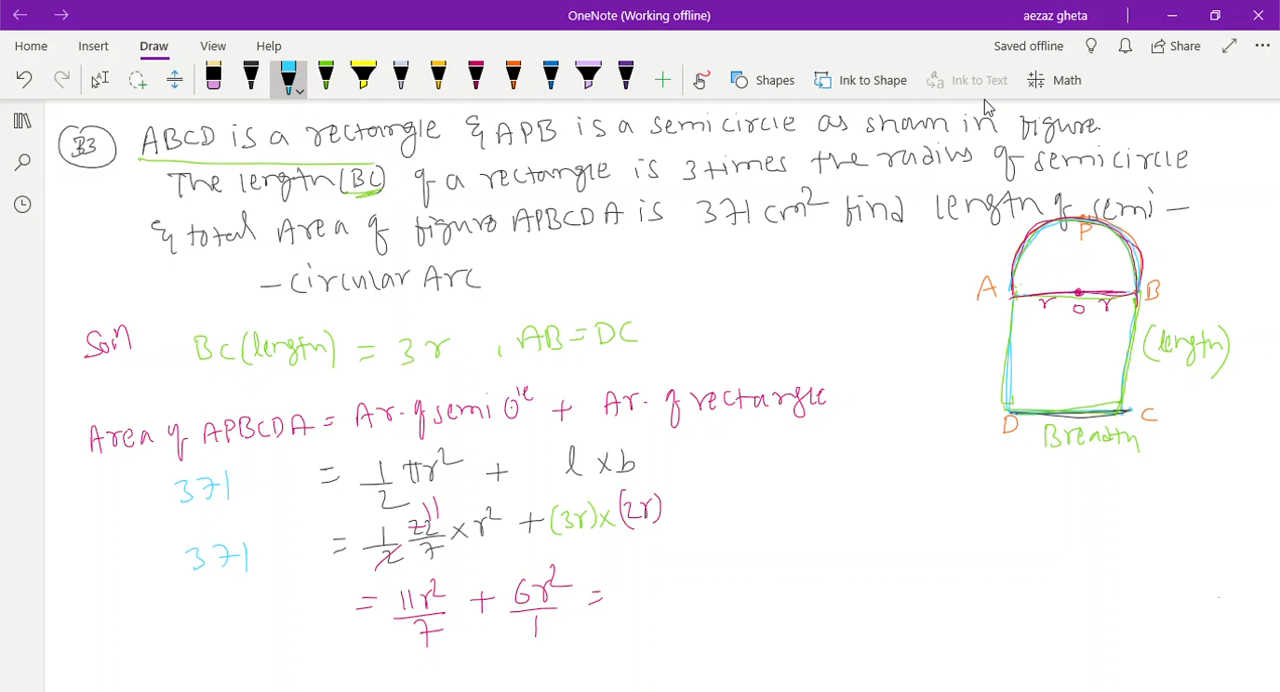 OneNote (Working offline)
aezaz gheta
Home Insert Draw View Help
Saved offline Share
Shapes Ink to Shape Ink to Text Math
33 ABCD is a rectangle & APB is a semicircle as shawn in figure.
The length (BC) of a rectangle is 3 times the radius of semicircle
& total Area of figure APBCDA is 371 cm² find length of semi -
- circular Arc
P
A B
r O r
(length)
D C
Breadth
Soln BC (length) = 3r , AB = DC
Area of APBCDA = Ar. of semi O^le + Ar. of rectangle
371 = 1/2 πr² + l × b
371 = 1/2 22/7 × r² + (3r) × (2r)
11
= 11r²/7 + 6r²/1 =